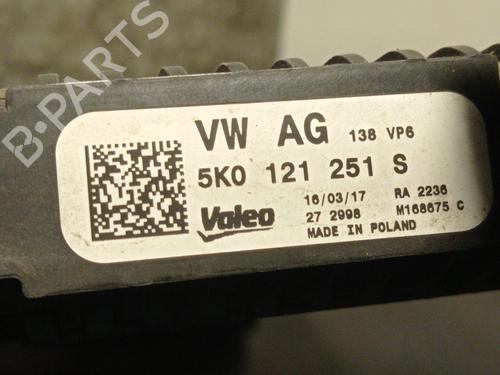 B-PARTS
VW AG 138 VP6
5K0 121 251 S
Valeo
16/03/17 RA 2236
27 2998 M168675 C
MADE IN POLAND